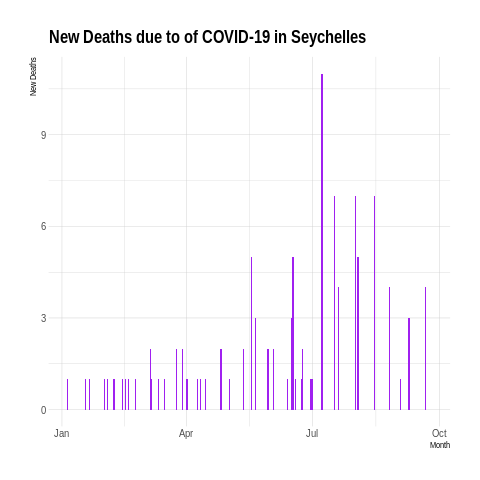 New Deaths due to of COVID-19 in Seychelles
New Deaths
9
6
3
0
Jan Apr Jul Oct
Month